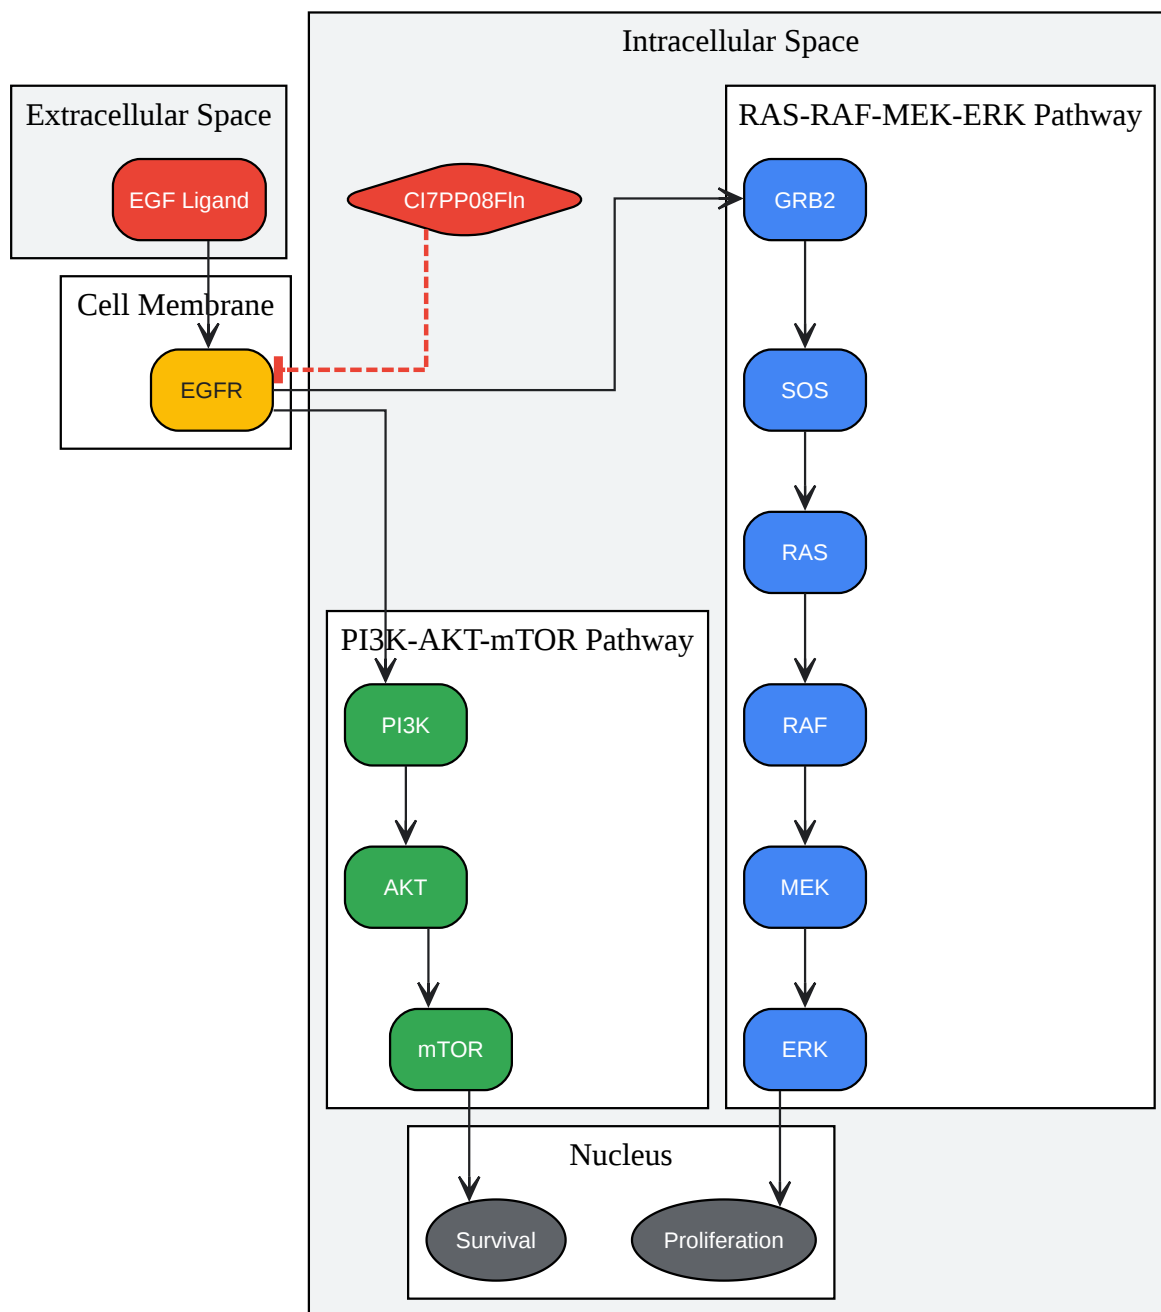 Intracellular Space
Extracellular Space
RAS-RAF-MEK-ERK Pathway
EGF Ligand
CI7PP08Fln
GRB2
Cell Membrane
EGFR
SOS
RAS
PI3K-AKT-mTOR Pathway
PI3K
RAF
AKT
MEK
mTOR
ERK
Nucleus
Survival
Proliferation